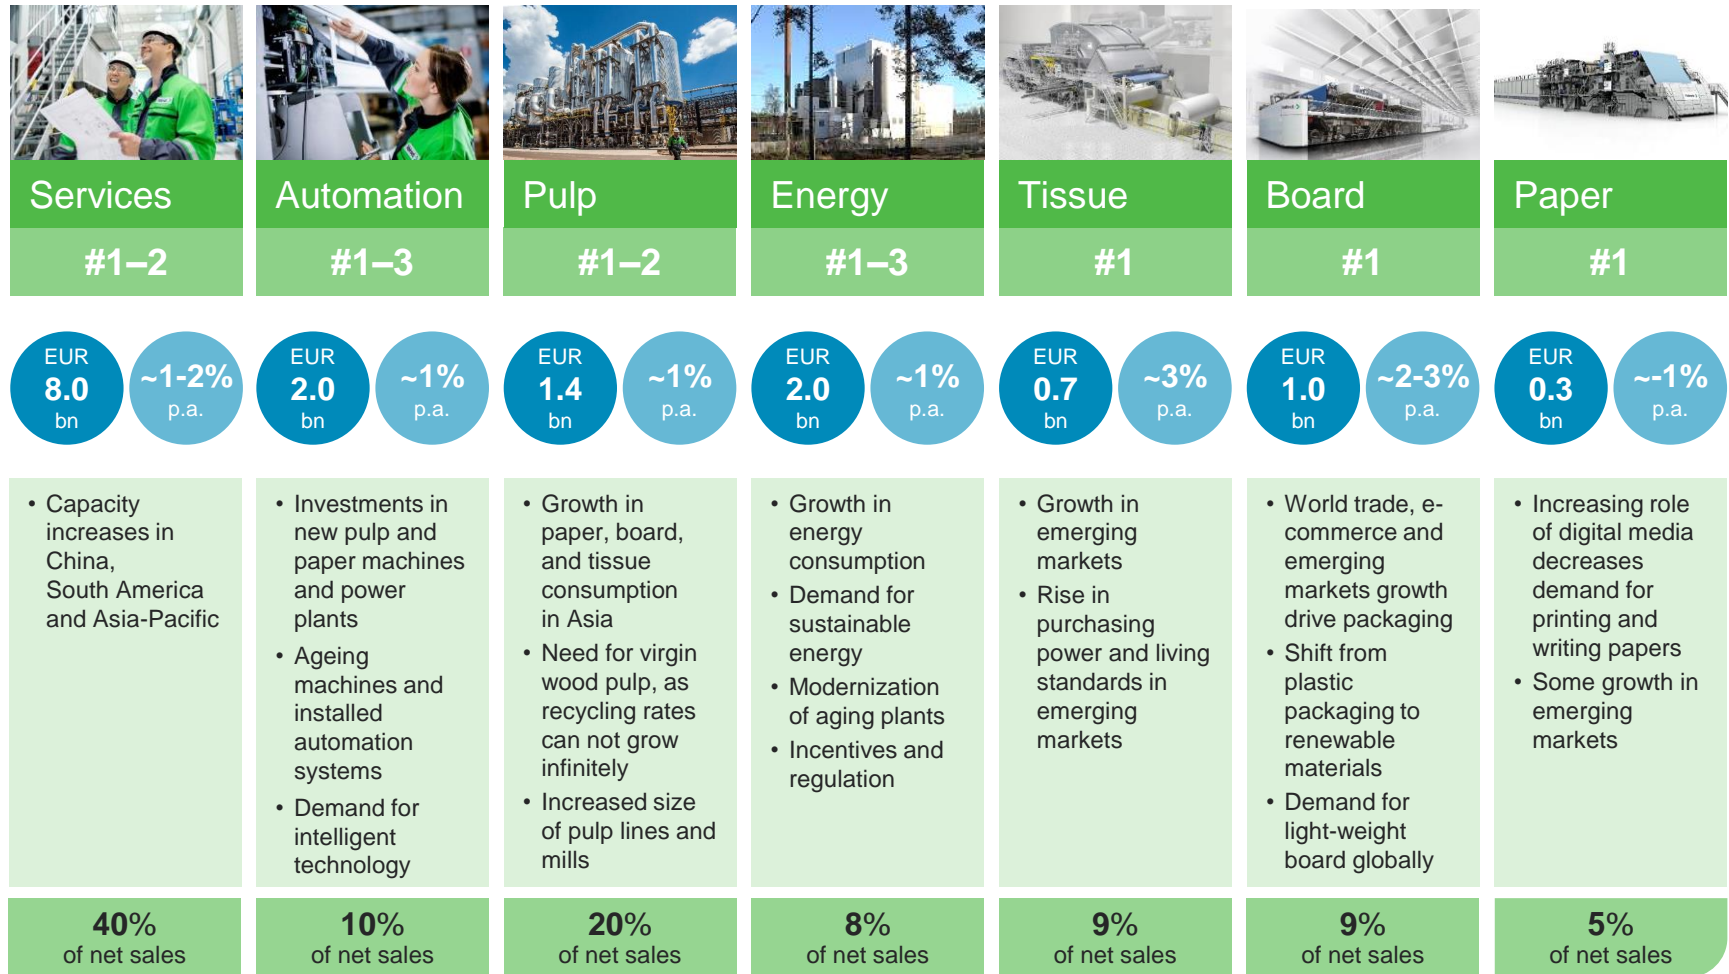 Services
#1–2
EUR
8.0
bn
~1-2%
p.a.
• Capacity
increases in
China,
South America
and Asia-Pacific
40%
of net sales
Automation
#1–3
EUR
2.0
bn
~1%
p.a.
• Investments in
new pulp and
paper machines
and power
plants
• Ageing
machines and
installed
automation
systems
• Demand for
intelligent
technology
10%
of net sales
Pulp
#1–2
EUR
1.4
bn
~1%
p.a.
• Growth in
paper, board,
and tissue
consumption
in Asia
• Need for virgin
wood pulp, as
recycling rates
can not grow
infinitely
• Increased size
of pulp lines and
mills
20%
of net sales
Energy
#1–3
EUR
2.0
bn
~1%
p.a.
• Growth in
energy
consumption
• Demand for
sustainable
energy
• Modernization
of aging plants
• Incentives and
regulation
8%
of net sales
Tissue
#1
EUR
0.7
bn
~3%
p.a.
• Growth in
emerging
markets
• Rise in
purchasing
power and living
standards in
emerging
markets
9%
of net sales
Board
#1
EUR
1.0
bn
~2-3%
p.a.
• World trade, e-
commerce and
emerging
markets growth
drive packaging
• Shift from
plastic
packaging to
renewable
materials
• Demand for
light-weight
board globally
9%
of net sales
Paper
#1
EUR
0.3
bn
~-1%
p.a.
• Increasing role
of digital media
decreases
demand for
printing and
writing papers
• Some growth in
emerging
markets
5%
of net sales